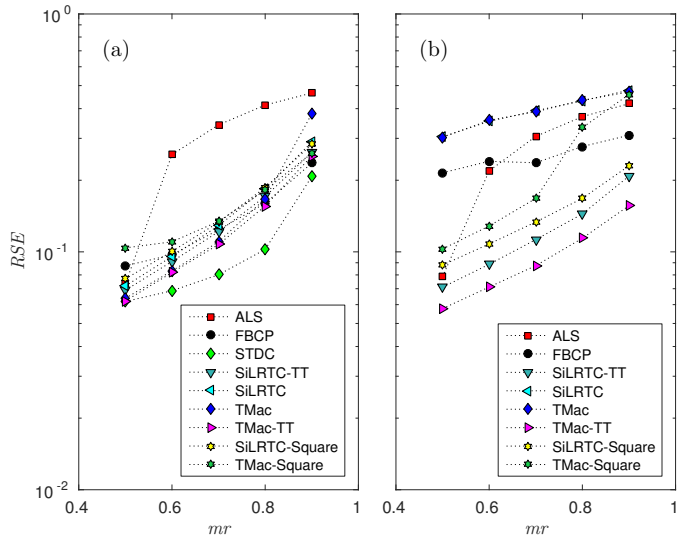 (a)
(b)
RSE
10^0
10^-1
10^-2
ALS
FBCP
STDC
SiLRTC-TT
SiLRTC
TMac
TMac-TT
SiLRTC-Square
TMac-Square
0.4 0.6 0.8 1
mr
ALS
FBCP
SiLRTC-TT
SiLRTC
TMac
TMac-TT
SiLRTC-Square
TMac-Square
0.4 0.6 0.8 1
mr